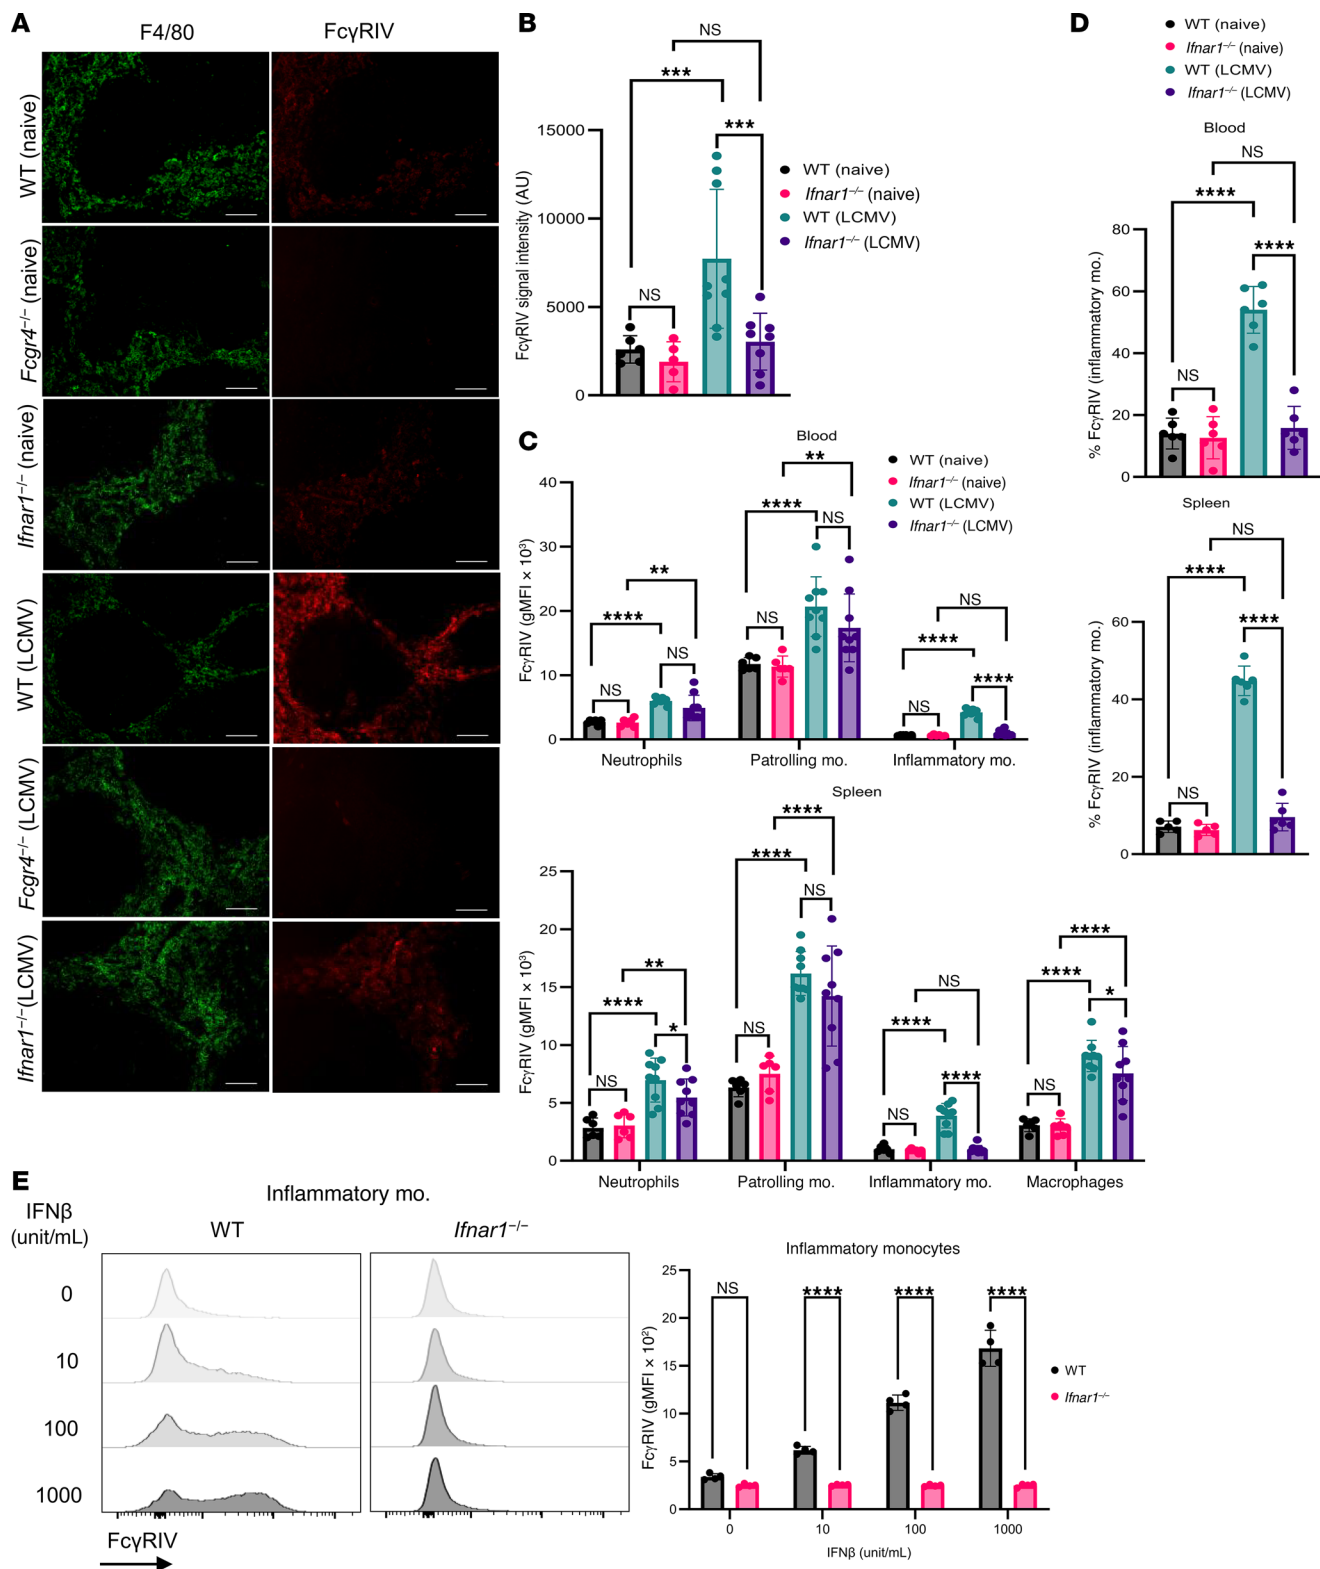 A
F4/80
FcγRIV
WT (naive)
Fcgr4–/– (naive)
Ifnar1–/– (naive)
WT (LCMV)
Fcgr4–/– (LCMV)
Ifnar1–/–(LCMV)
B
NS
***
***
NS
FcγRIV signal intensity (AU)
15000
10000
5000
0
WT (naive)
Ifnar1–/– (naive)
WT (LCMV)
Ifnar1–/– (LCMV)
C
Blood
WT (naive)
Ifnar1–/– (naive)
WT (LCMV)
Ifnar1–/– (LCMV)
FcγRIV (gMFI × 10³)
40
30
20
10
0
**
****
NS
NS
**
****
NS
NS
NS
****
****
NS
Neutrophils
Patrolling mo.
Inflammatory mo.
Spleen
FcγRIV (gMFI × 10³)
25
20
15
10
5
0
****
****
NS
NS
**
****
*
NS
NS
****
****
NS
****
****
*
NS
Neutrophils
Patrolling mo.
Inflammatory mo.
Macrophages
D
WT (naive)
Ifnar1–/– (naive)
WT (LCMV)
Ifnar1–/– (LCMV)
Blood
NS
****
****
NS
% FcγRIV (inflammatory mo.)
80
60
40
20
0
Spleen
NS
****
****
NS
% FcγRIV (inflammatory mo.)
60
40
20
0
E
IFNβ
(unit/mL)
Inflammatory mo.
WT
Ifnar1–/–
0
10
100
1000
FcγRIV
Inflammatory monocytes
FcγRIV (gMFI × 10²)
25
20
15
10
5
0
NS
****
****
****
WT
Ifnar1–/–
0
10
100
1000
IFNβ (unit/mL)